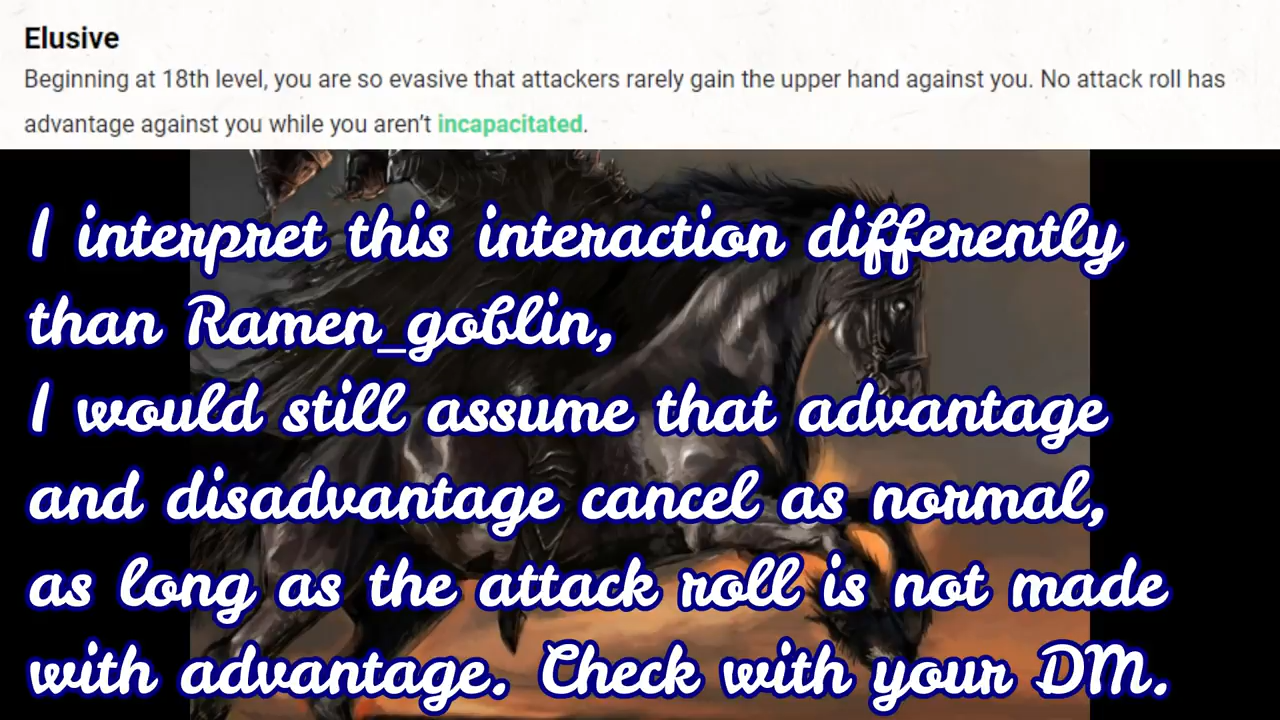 Elusive
Beginning at 18th level, you are so evasive that attackers rarely gain the upper hand against you. No attack roll has
advantage against you while you aren’t incapacitated.
I interpret this interaction differently
than Ramen_goblin,
I would still assume that advantage
and disadvantage cancel as normal,
as long as the attack roll is not made
with advantage. Check with your DM.